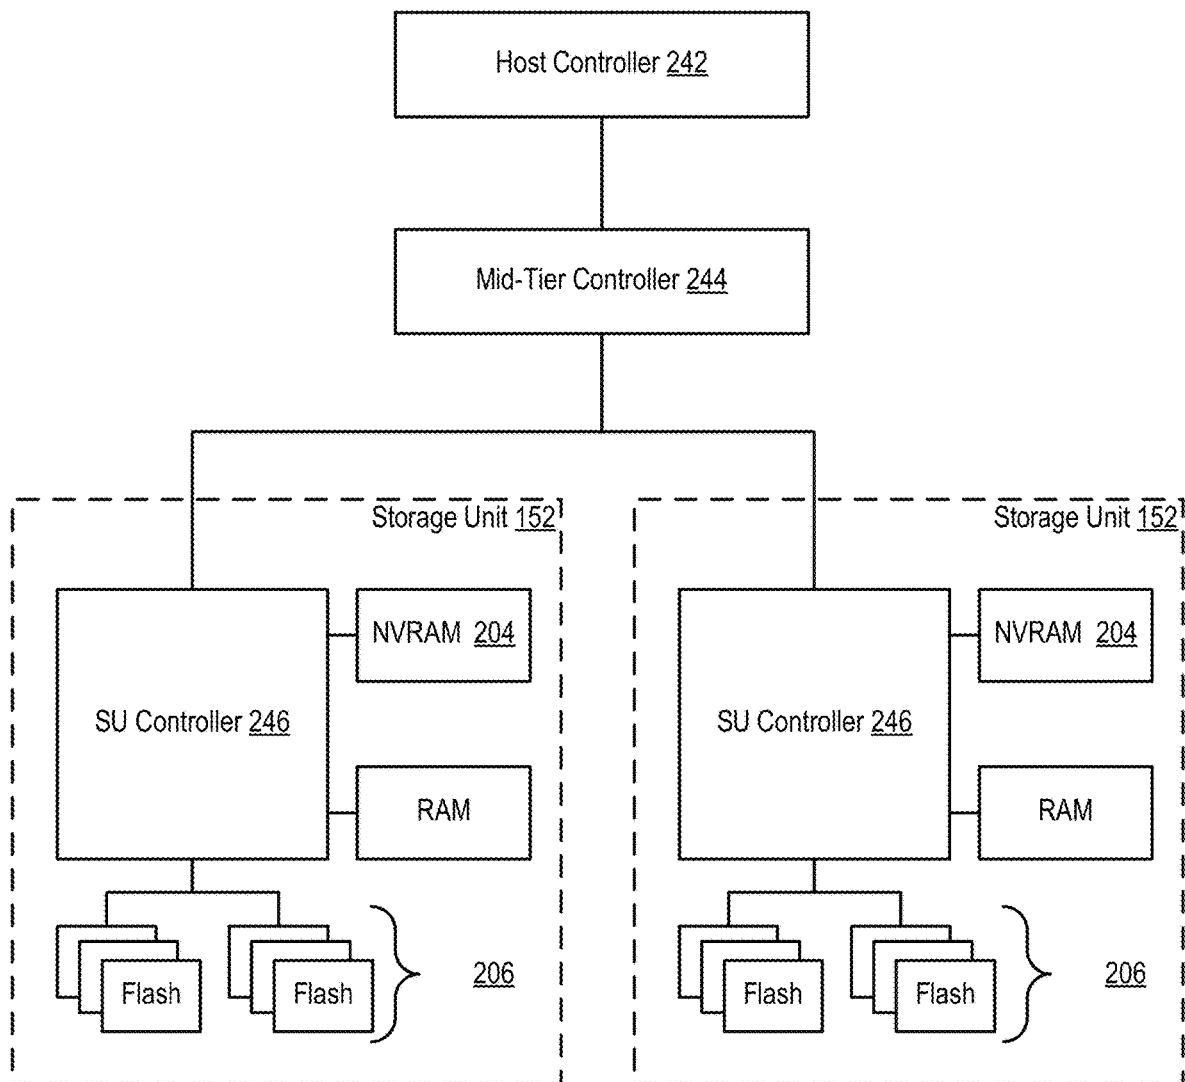 Host Controller 242
Mid-Tier Controller 244
Storage Unit 152
Storage Unit 152
NVRAM 204
NVRAM 204
SU Controller 246
SU Controller 246
RAM
RAM
Flash
Flash
206
Flash
Flash
206